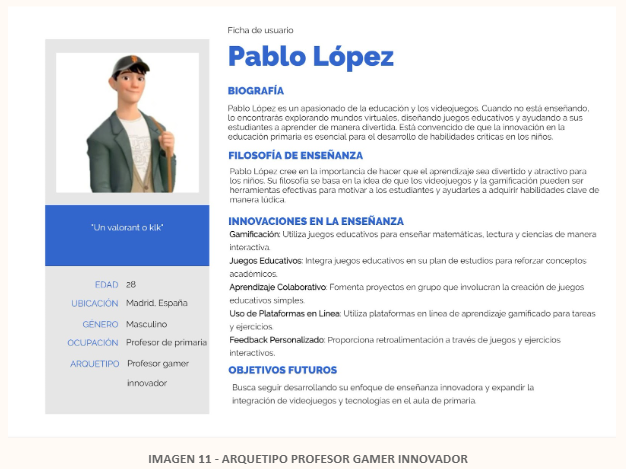 Ficha de usuario
Pablo López
BIOGRAFÍA
Pablo López es un apasionado de la educación y los videojuegos. Cuando no está enseñando,
lo encontrarás explorando mundos virtuales, diseñando juegos educativos y ayudando a sus
estudiantes a aprender de manera divertida. Está convencido de que la innovación en la
educación primaria es esencial para el desarrollo de habilidades críticas en los niños.
FILOSOFÍA DE ENSEÑANZA
Pablo López cree en la importancia de hacer que el aprendizaje sea divertido y atractivo para
los niños. Su filosofía se basa en la idea de que los videojuegos y la gamificación pueden ser
herramientas efectivas para motivar a los estudiantes y ayudarles a adquirir habilidades clave de
manera lúdica.
INNOVACIONES EN LA ENSEÑANZA
Gamificación: Utiliza juegos educativos para enseñar matemáticas, lectura y ciencias de manera
interactiva.
Juegos Educativos: Integra juegos educativos en su plan de estudios para reforzar conceptos
académicos.
Aprendizaje Colaborativo: Fomenta proyectos en grupo que involucran la creación de juegos
educativos simples.
Uso de Plataformas en Línea: Utiliza plataformas en línea de aprendizaje gamificado para tareas
y ejercicios.
Feedback Personalizado: Proporciona retroalimentación a través de juegos y ejercicios
interactivos.
OBJETIVOS FUTUROS
Busca seguir desarrollando su enfoque de enseñanza innovadora y expandir la
integración de videojuegos y tecnologías en el aula de primaria.
"Un valorant o klk"
EDAD 28
UBICACIÓN Madrid, España
GÉNERO Masculino
OCUPACIÓN Profesor de primaria
ARQUETIPO Profesor gamer
innovador
IMAGEN 11 - ARQUETIPO PROFESOR GAMER INNOVADOR